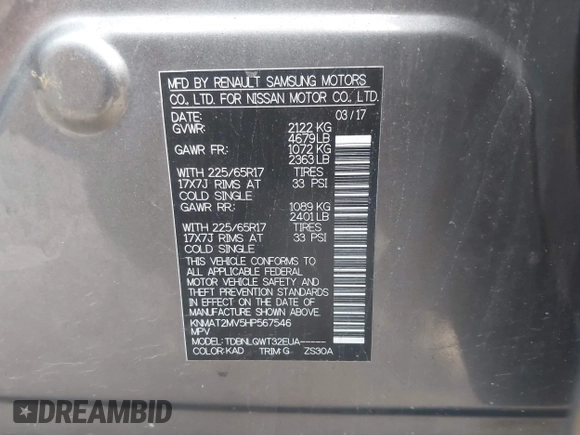 MFD BY RENAULT SAMSUNG MOTORS
CO., LTD. FOR NISSAN MOTOR CO., LTD.
DATE: 03/17
GVWR: 2122 KG
4679 LB
GAWR FR: 1072 KG
2363 LB
WITH 225/65R17 TIRES
17X7J RIMS AT 33 PSI
COLD SINGLE
GAWR RR: 1089 KG
2401 LB
WITH 225/65R17 TIRES
17X7J RIMS AT 33 PSI
COLD SINGLE
THIS VEHICLE CONFORMS TO
ALL APPLICABLE FEDERAL
MOTOR VEHICLE SAFETY AND
THEFT PREVENTION STANDARDS
IN EFFECT ON THE DATE OF
MANUFACTURE SHOWN ABOVE.
KNMAT2MV5HP567546
MPV
MODEL: TDBNLQWT32EUA-----
COLOR: KAD TRIM: G ZS30A
DREAMBID